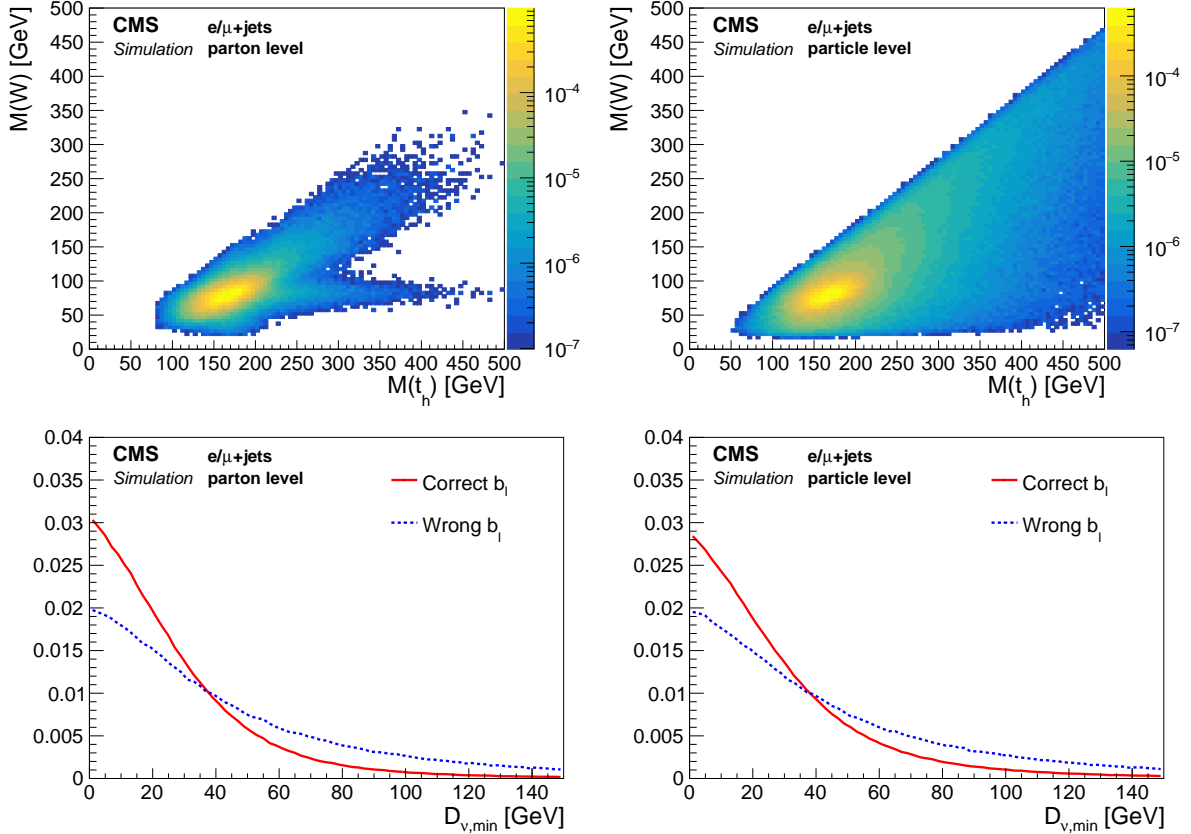 CMS e/μ+jets
Simulation parton level
M(W) [GeV]
500
450
400
350
300
250
200
150
100
50
0
0 50 100 150 200 250 300 350 400 450 500
M(t_h) [GeV]
10⁻⁴
10⁻⁵
10⁻⁶
10⁻⁷
CMS e/μ+jets
Simulation particle level
M(W) [GeV]
500
450
400
350
300
250
200
150
100
50
0
0 50 100 150 200 250 300 350 400 450 500
M(t_h) [GeV]
10⁻⁴
10⁻⁵
10⁻⁶
10⁻⁷
CMS e/μ+jets
Simulation parton level
Correct b_l
Wrong b_l
0.04
0.035
0.03
0.025
0.02
0.015
0.01
0.005
0
0 20 40 60 80 100 120 140
D_ν,min [GeV]
CMS e/μ+jets
Simulation particle level
Correct b_l
Wrong b_l
0.04
0.035
0.03
0.025
0.02
0.015
0.01
0.005
0
0 20 40 60 80 100 120 140
D_ν,min [GeV]